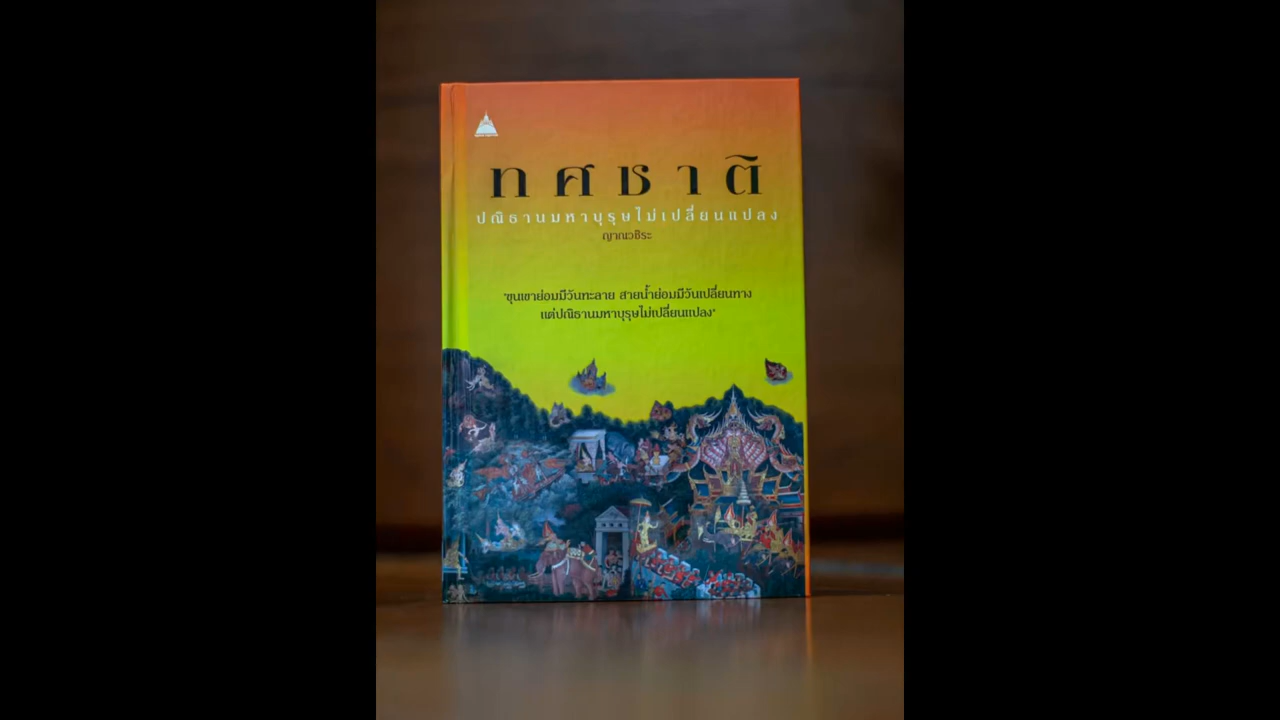 ทศชาติ
ปณิธานมหาบุรุษไม่เปลี่ยนแปลง
ญาณวชิระ
"ขุนเขาย่อมมีวันทะลาย สายน้ำย่อมมีวันเปลี่ยนทาง
แต่ปณิธานมหาบุรุษไม่เปลี่ยนแปลง"